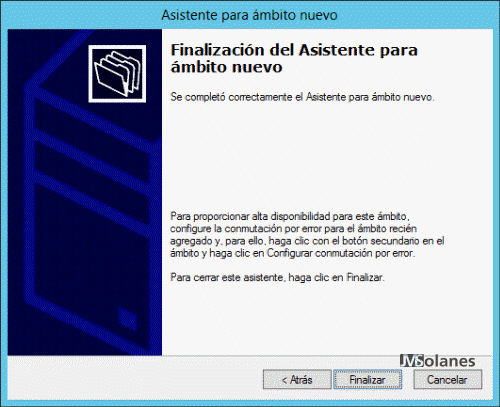 Asistente para ámbito nuevo
Finalización del Asistente para
ámbito nuevo
Se completó correctamente el Asistente para ámbito nuevo.
Para proporcionar alta disponibilidad para este ámbito,
configure la conmutación por error para el ámbito recién
agregado y, para ello, haga clic con el botón secundario en el
ámbito y haga clic en Configurar conmutación por error.
Para cerrar este asistente, haga clic en Finalizar.
JMSolanes
< Atrás
Finalizar
Cancelar